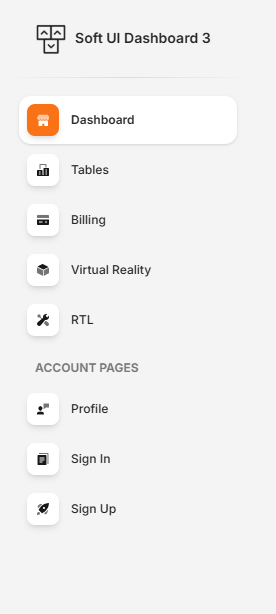 Soft UI Dashboard 3
Dashboard
Tables
Billing
Virtual Reality
RTL
ACCOUNT PAGES
Profile
Sign In
Sign Up